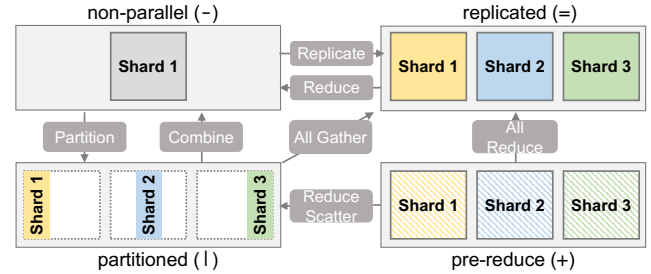 non-parallel (-)
replicated (=)
Shard 1
Replicate
Reduce
Shard 1
Shard 2
Shard 3
Partition
Combine
All Gather
All
Reduce
Shard 1
Shard 2
Shard 3
Reduce
Scatter
Shard 1
Shard 2
Shard 3
partitioned (|)
pre-reduce (+)